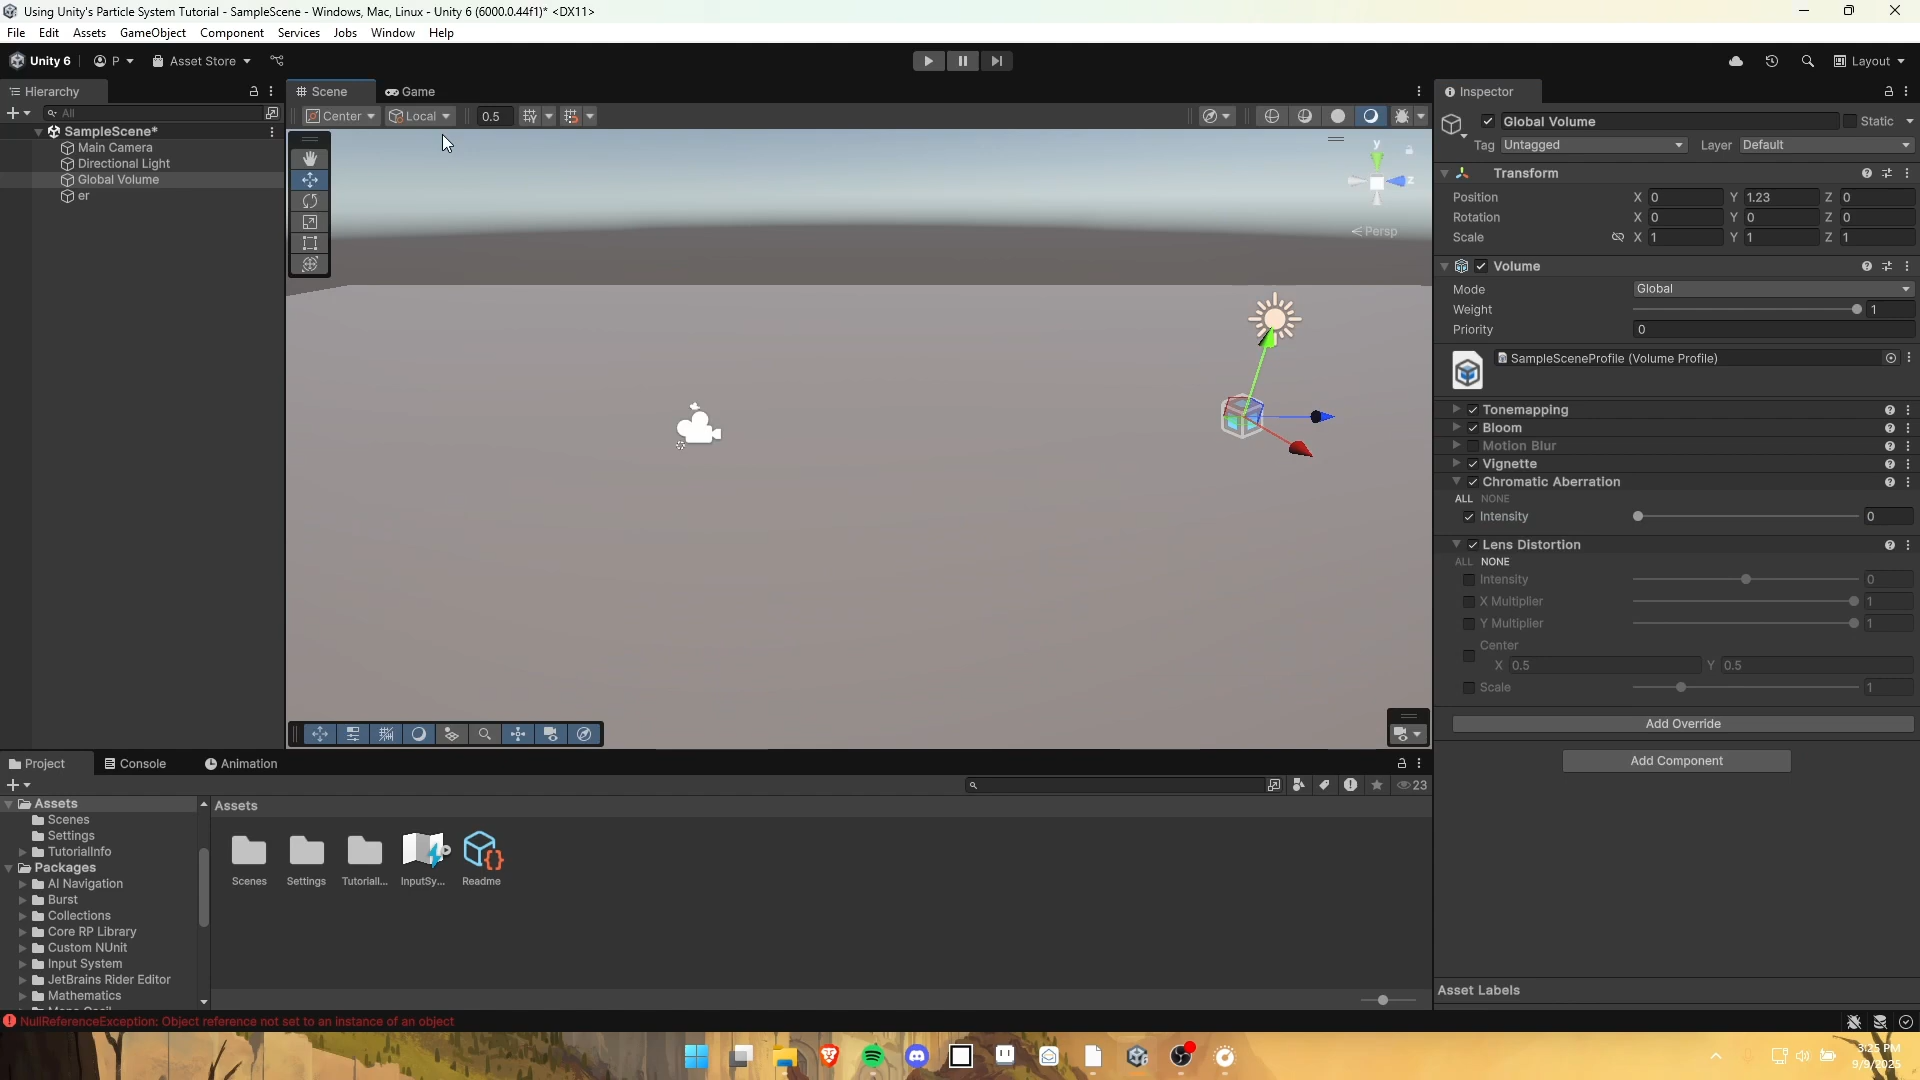 Using Unity's Particle System Tutorial - SampleScene - Windows, Mac, Linux - Unity 6 (6000.0.44f1)* <DX11>
File Edit Assets GameObject Component Services Jobs Window Help
Unity 6 P Asset Store Layout
Hierarchy
All
SampleScene*
Main Camera
Directional Light
Global Volume
er
Scene Game
Center Local 0.5
y
z
Persp
Inspector
Global Volume Static
Tag Untagged Layer Default
Transform
Position X 0 Y 1.23 Z 0
Rotation X 0 Y 0 Z 0
Scale X 1 Y 1 Z 1
Volume
Mode Global
Weight 1
Priority 0
SampleSceneProfile (Volume Profile)
Tonemapping
Bloom
Motion Blur
Vignette
Chromatic Aberration
ALL NONE
Intensity 0
Lens Distortion
ALL NONE
Intensity 0
X Multiplier 1
Y Multiplier 1
Center
X 0.5 Y 0.5
Scale 1
Add Override
Add Component
Asset Labels
Project Console Animation
23
Assets
Scenes
Settings
TutorialInfo
Packages
AI Navigation
Burst
Collections
Core RP Library
Custom NUnit
Input System
JetBrains Rider Editor
Mathematics
Assets
Scenes Settings TutorialI... InputSy... Readme
NullReferenceException: Object reference not set to an instance of an object
3:25 PM
9/9/2025